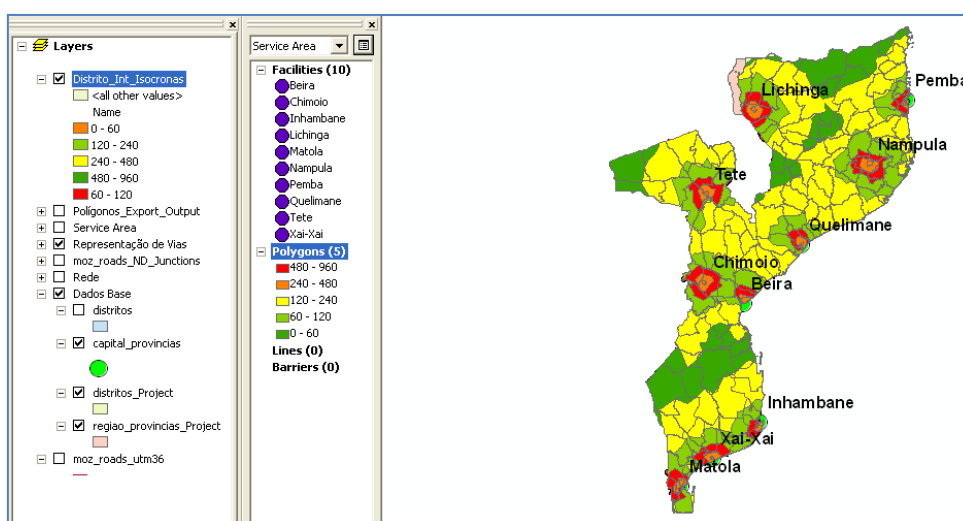 Layers
Distrito_Int_Isocronas
<all other values>
Name
0 - 60
120 - 240
240 - 480
480 - 960
60 - 120
Polígonos_Export_Output
Service Area
Representação de Vias
moz_roads_ND_Junctions
Rede
Dados Base
distritos
capital_provincias
distritos_Project
regiao_provincias_Project
moz_roads_utm36
Service Area
Facilities (10)
Beira
Chimoio
Inhambane
Lichinga
Matola
Nampula
Pemba
Quelimane
Tete
Xai-Xai
Polygons (5)
480 - 960
240 - 480
120 - 240
60 - 120
0 - 60
Lines (0)
Barriers (0)
Pemba
Lichinga
Nampula
Tete
Quelimane
Chimoio
Beira
Inhambane
Xai-Xai
Matola